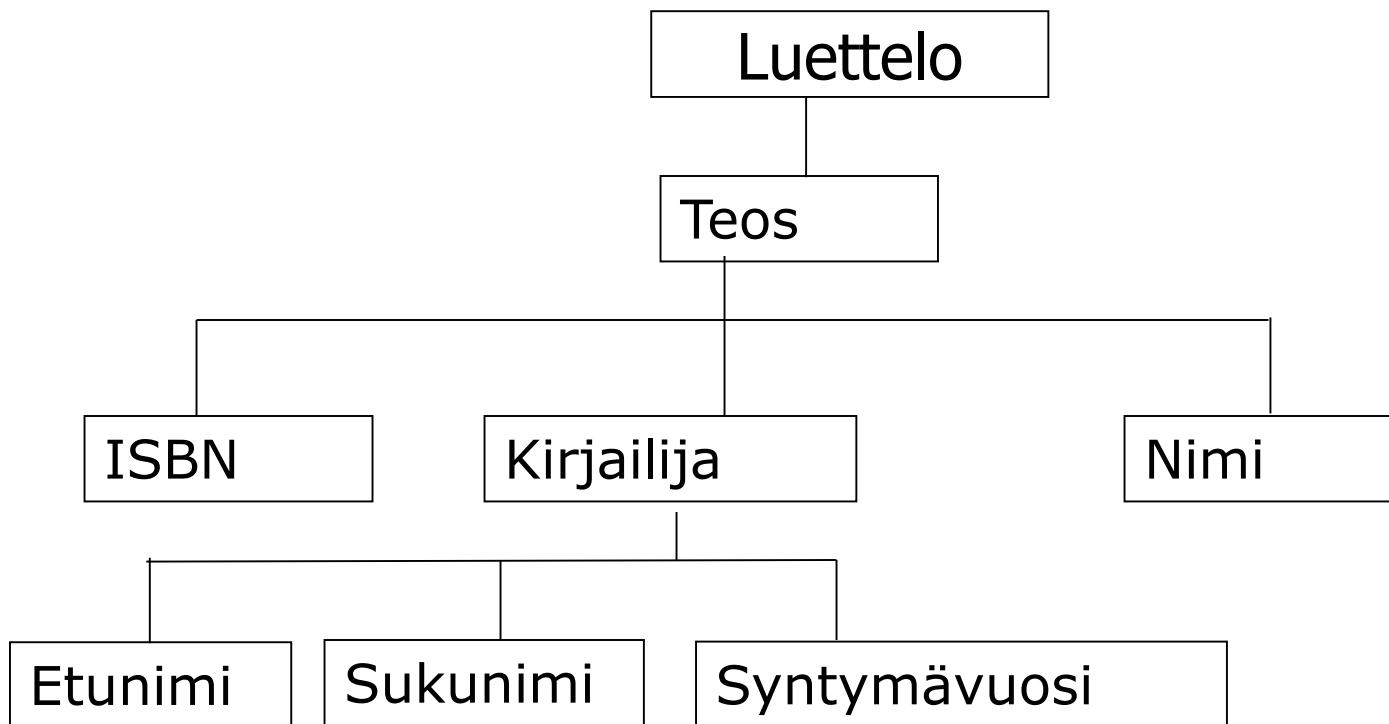 Luettelo
Teos
ISBN
Kirjailija
Nimi
Etunimi
Sukunimi
Syntymävuosi